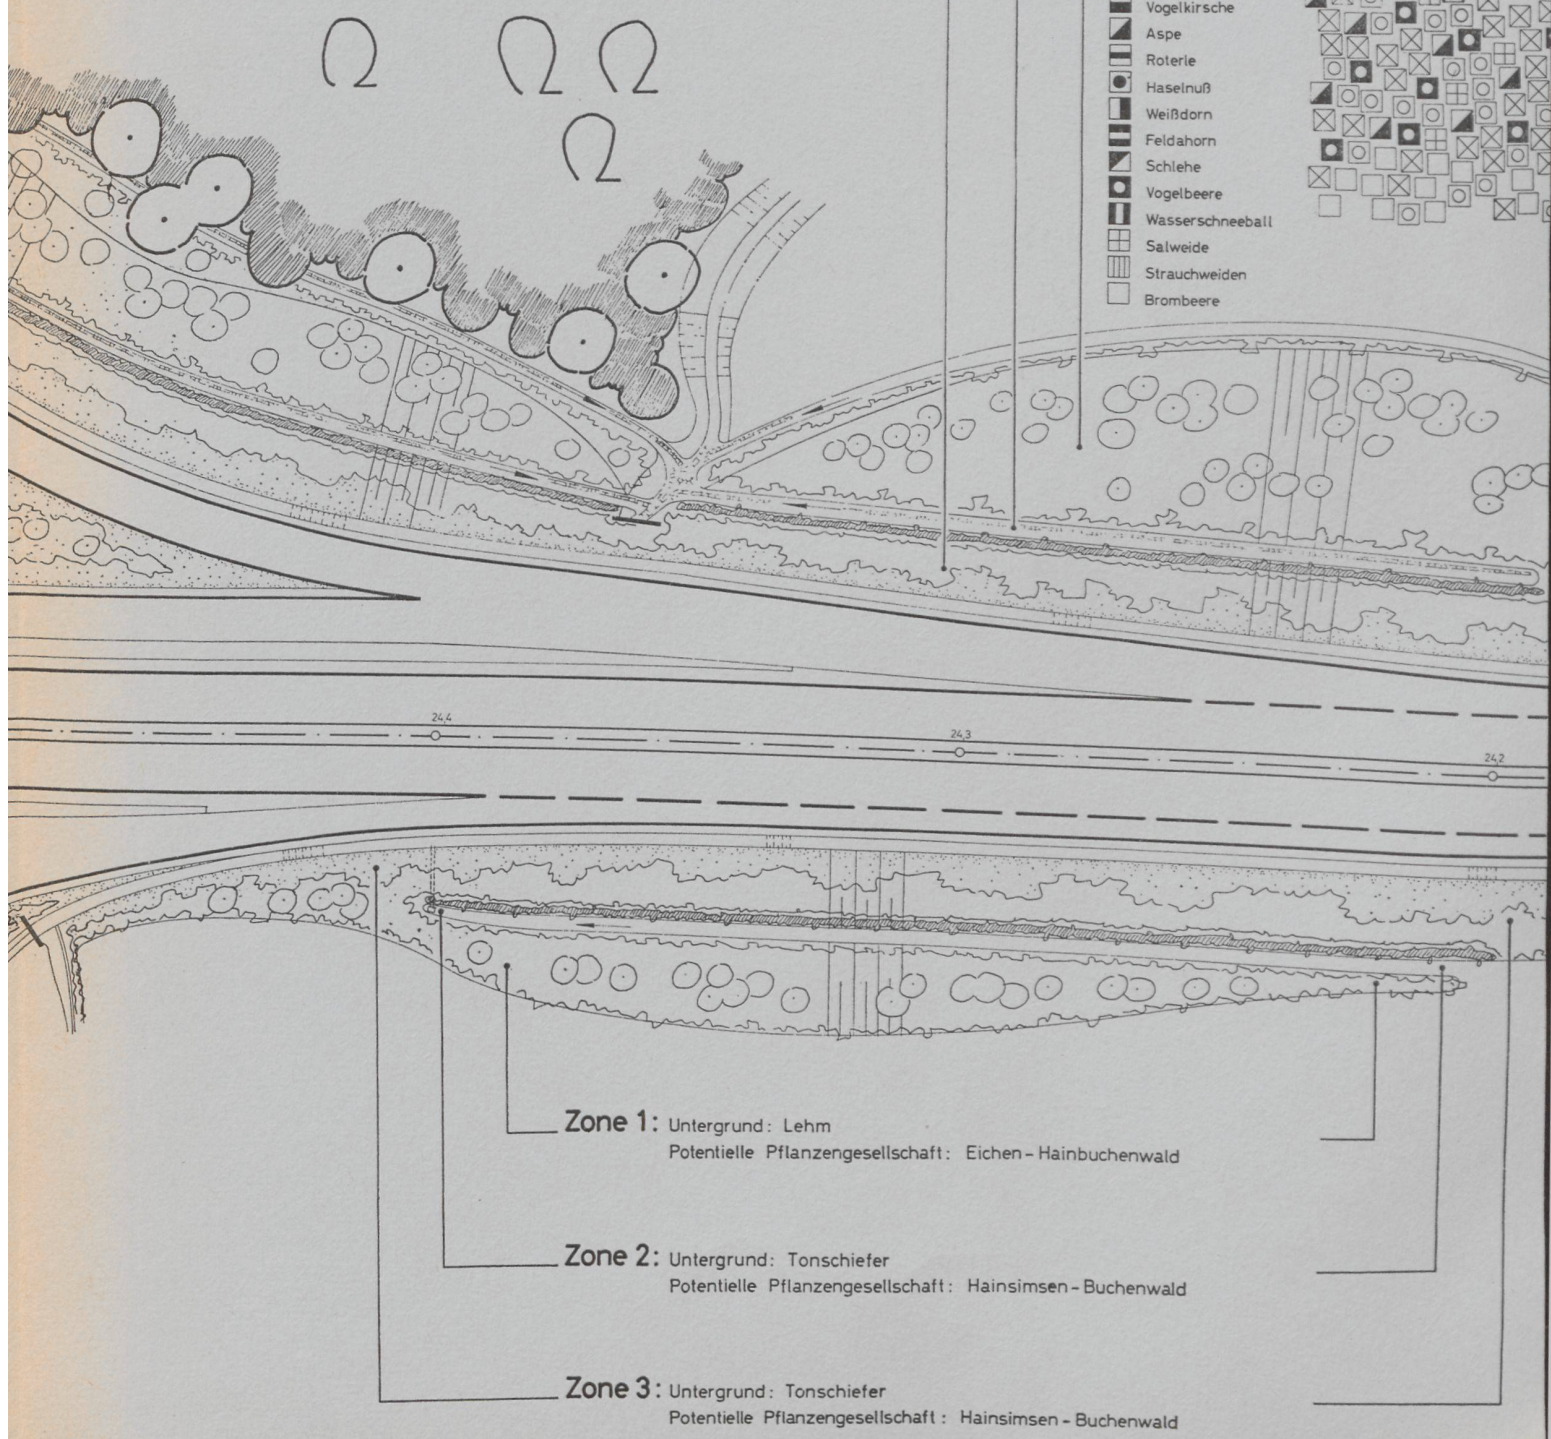 Vogelkirsche
Aspe
Roterle
Haselnuß
Weißdorn
Feldahorn
Schlehe
Vogelbeere
Wasserschneeball
Salweide
Strauchweiden
Brombeere
24,4
24,3
24,2
Zone 1: Untergrund: Lehm
Potentielle Pflanzengesellschaft: Eichen-Hainbuchenwald
Zone 2: Untergrund: Tonschiefer
Potentielle Pflanzengesellschaft: Hainsimsen-Buchenwald
Zone 3: Untergrund: Tonschiefer
Potentielle Pflanzengesellschaft: Hainsimsen-Buchenwald